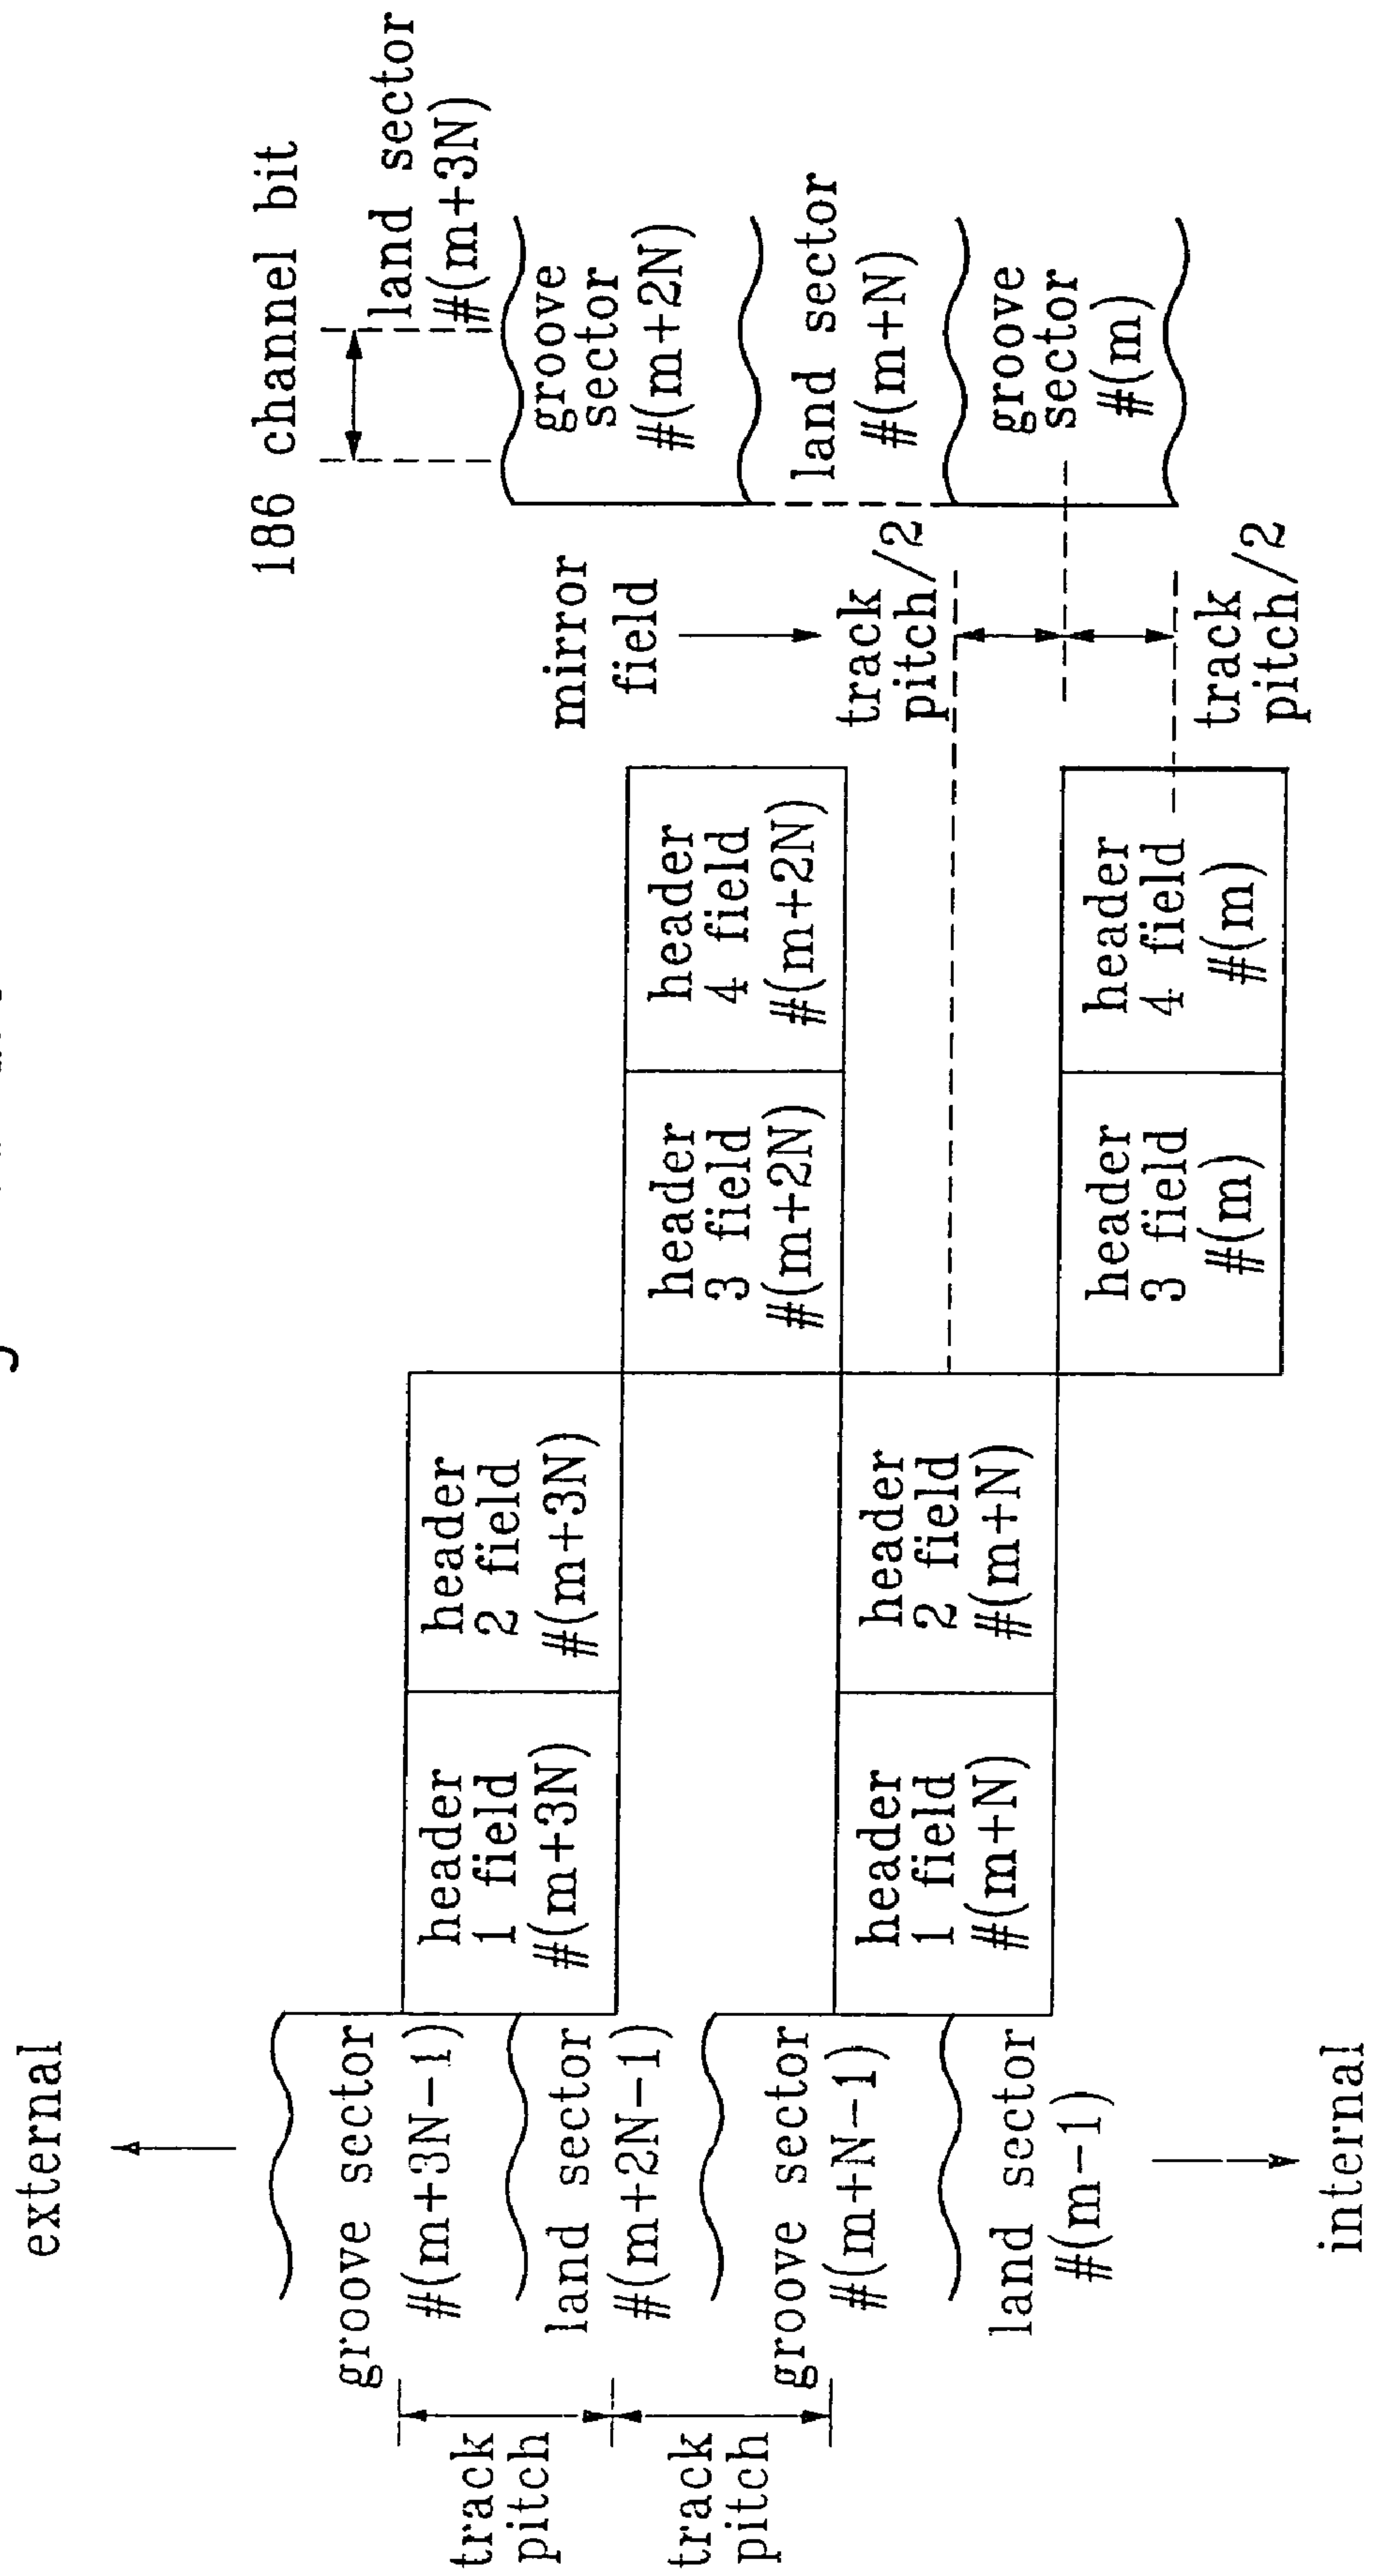 external
groove sector
#(m+3N-1)
land sector
#(m+2N-1)
groove sector
#(m+N-1)
land sector
#(m-1)
internal
track
pitch
track
pitch
header
1 field
#(m+3N)
header
2 field
#(m+3N)
header
1 field
#(m+N)
header
2 field
#(m+N)
header
3 field
#(m+2N)
header
4 field
#(m+2N)
header
3 field
#(m)
header
4 field
#(m)
mirror
field
track
pitch/2
track
pitch/2
186 channel bit
land sector
#(m+3N)
groove
sector
#(m+2N)
land sector
#(m+N)
groove
sector
#(m)